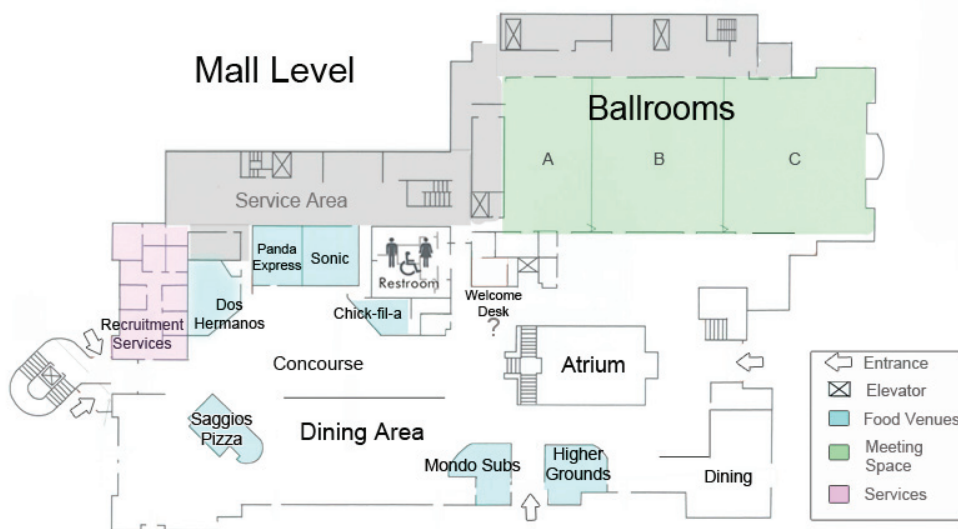 Mall Level
Ballrooms
A
B
C
Service Area
Panda
Express
Sonic
Restroom
Dos
Hermanos
Chick-fil-a
Welcome
Desk
?
Recruitment
Services
Concourse
Atrium
Saggios
Pizza
Dining Area
Mondo Subs
Higher
Grounds
Dining
Entrance
Elevator
Food Venues
Meeting
Space
Services